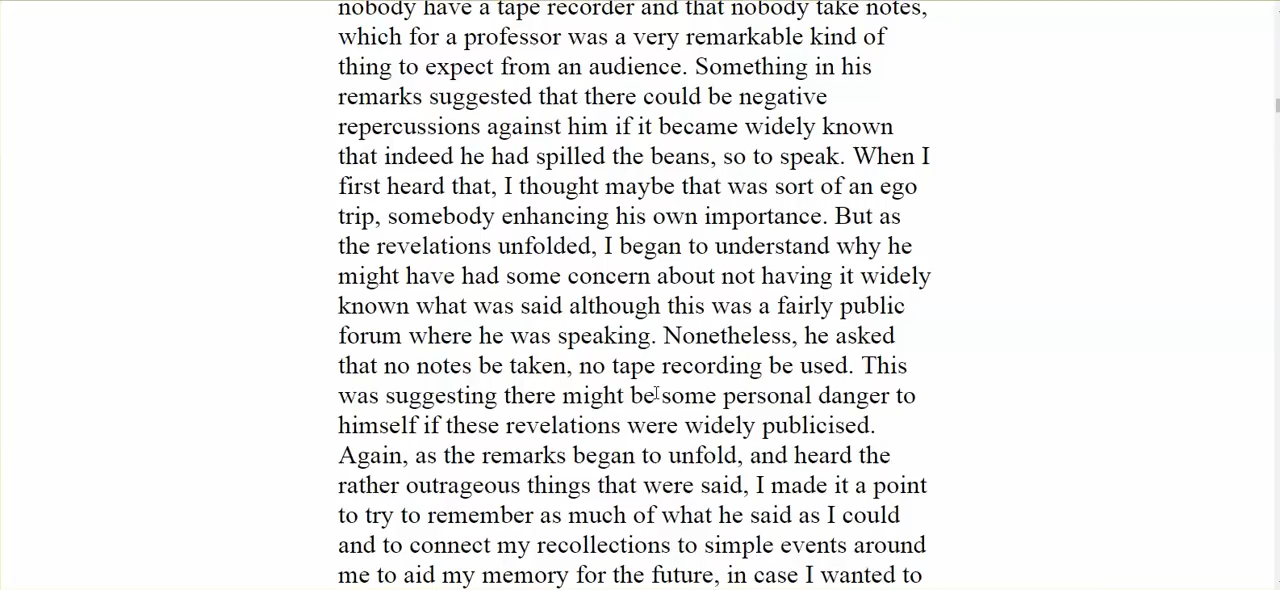 nobody have a tape recorder and that nobody take notes,
which for a professor was a very remarkable kind of
thing to expect from an audience. Something in his
remarks suggested that there could be negative
repercussions against him if it became widely known
that indeed he had spilled the beans, so to speak. When I
first heard that, I thought maybe that was sort of an ego
trip, somebody enhancing his own importance. But as
the revelations unfolded, I began to understand why he
might have had some concern about not having it widely
known what was said although this was a fairly public
forum where he was speaking. Nonetheless, he asked
that no notes be taken, no tape recording be used. This
was suggesting there might be some personal danger to
himself if these revelations were widely publicised.
Again, as the remarks began to unfold, and heard the
rather outrageous things that were said, I made it a point
to try to remember as much of what he said as I could
and to connect my recollections to simple events around
me to aid my memory for the future, in case I wanted to